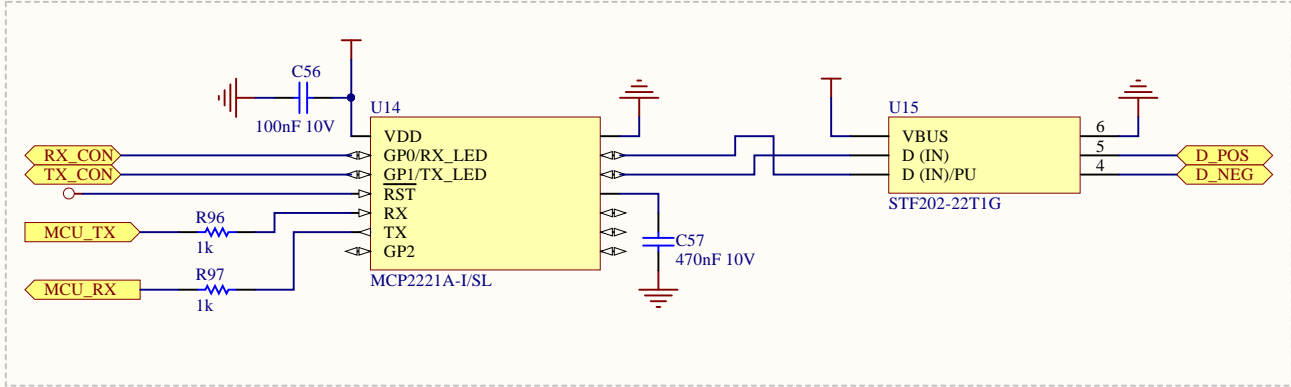 C56
100nF 10V
U14
VDD
GP0/RX_LED
GP1/TX_LED
RST
RX
TX
GP2
MCP2221A-I/SL
RX_CON
TX_CON
MCU_TX
R96
1k
MCU_RX
R97
1k
C57
470nF 10V
U15
VBUS
D (IN)
D (IN)/PU
6
5
4
STF202-22T1G
D_POS
D_NEG